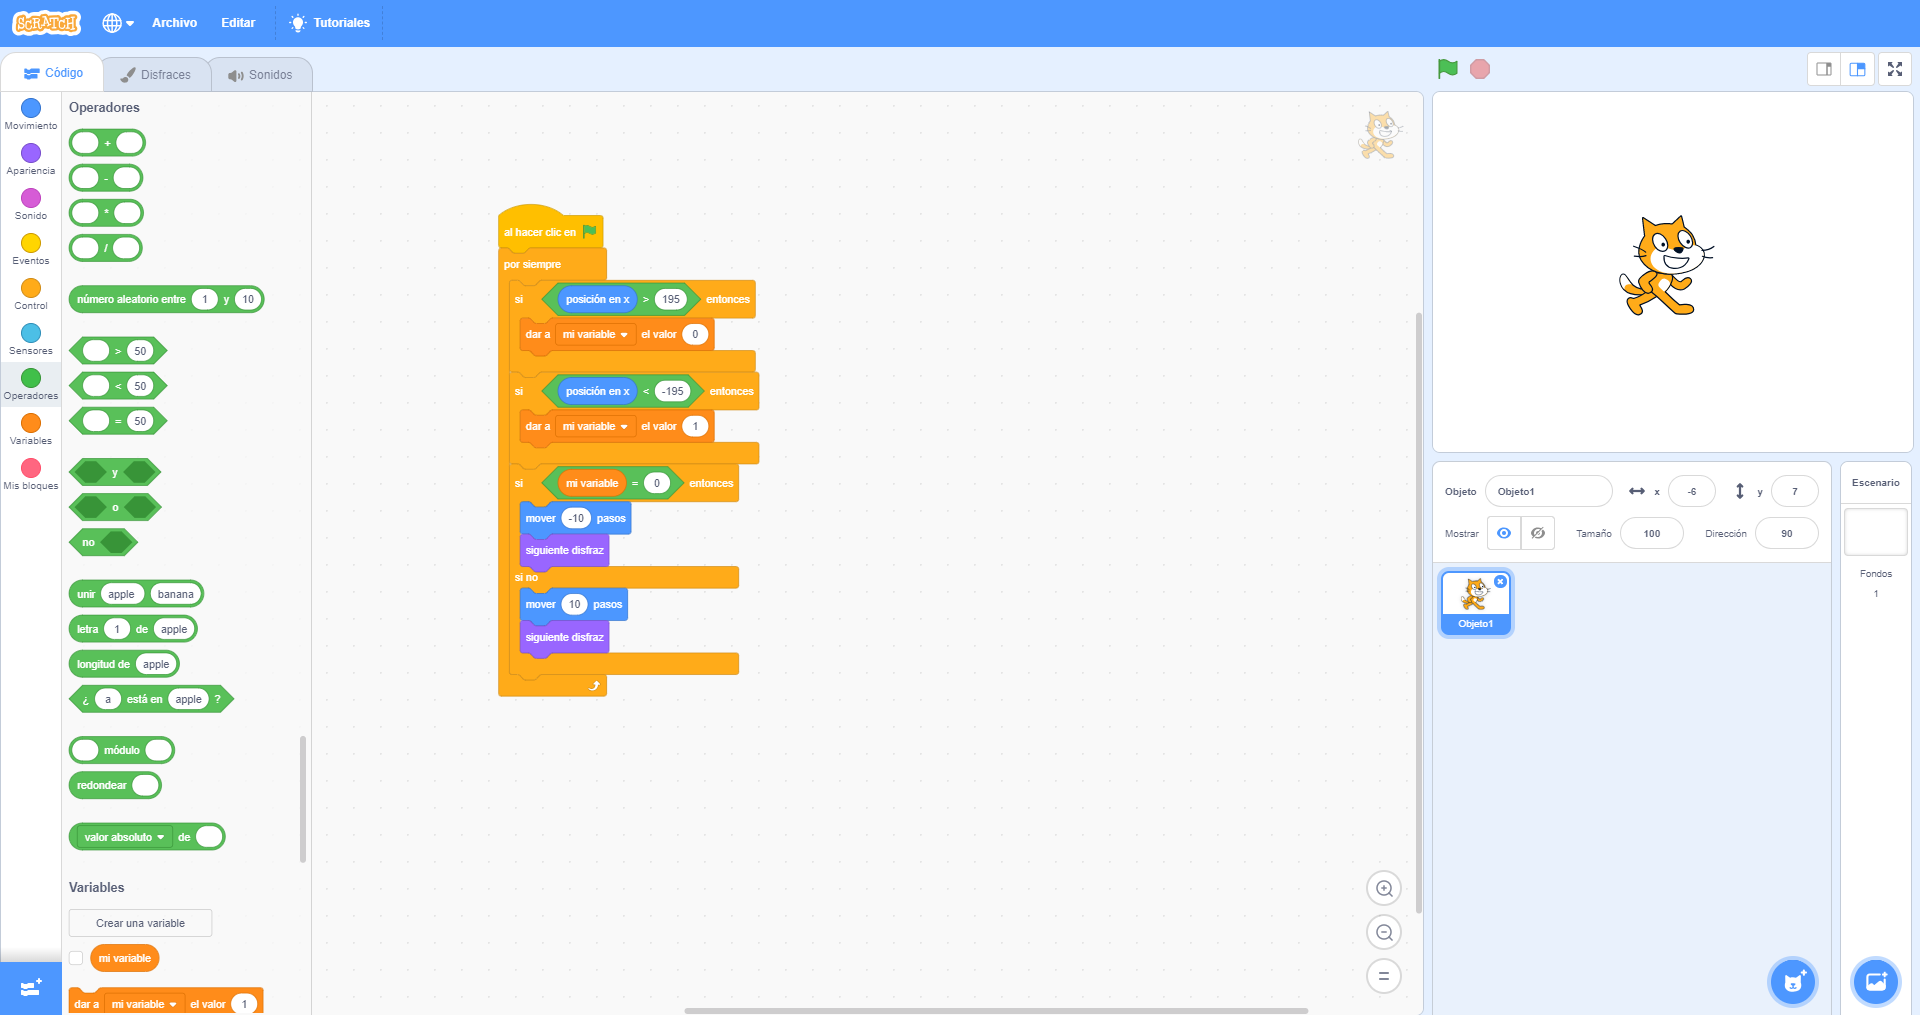 SCRATCH
Archivo
Editar
Tutoriales
Código
Disfraces
Sonidos
Movimiento
Apariencia
Sonido
Eventos
Control
Sensores
Operadores
Variables
Mis bloques
Operadores
+
-
*
/
número aleatorio entre 1 y 10
> 50
< 50
= 50
y
o
no
unir apple banana
letra 1 de apple
longitud de apple
¿ a está en apple ?
módulo
redondear
valor absoluto de
Variables
Crear una variable
mi variable
dar a mi variable el valor 1
al hacer clic en
por siempre
si posición en x > 195 entonces
dar a mi variable el valor 0
si posición en x < -195 entonces
dar a mi variable el valor 1
si mi variable = 0 entonces
mover -10 pasos
siguiente disfraz
si no
mover 10 pasos
siguiente disfraz
Objeto Objeto1 x -6 y 7
Mostrar Tamaño 100 Dirección 90
Objeto1
Escenario
Fondos
1